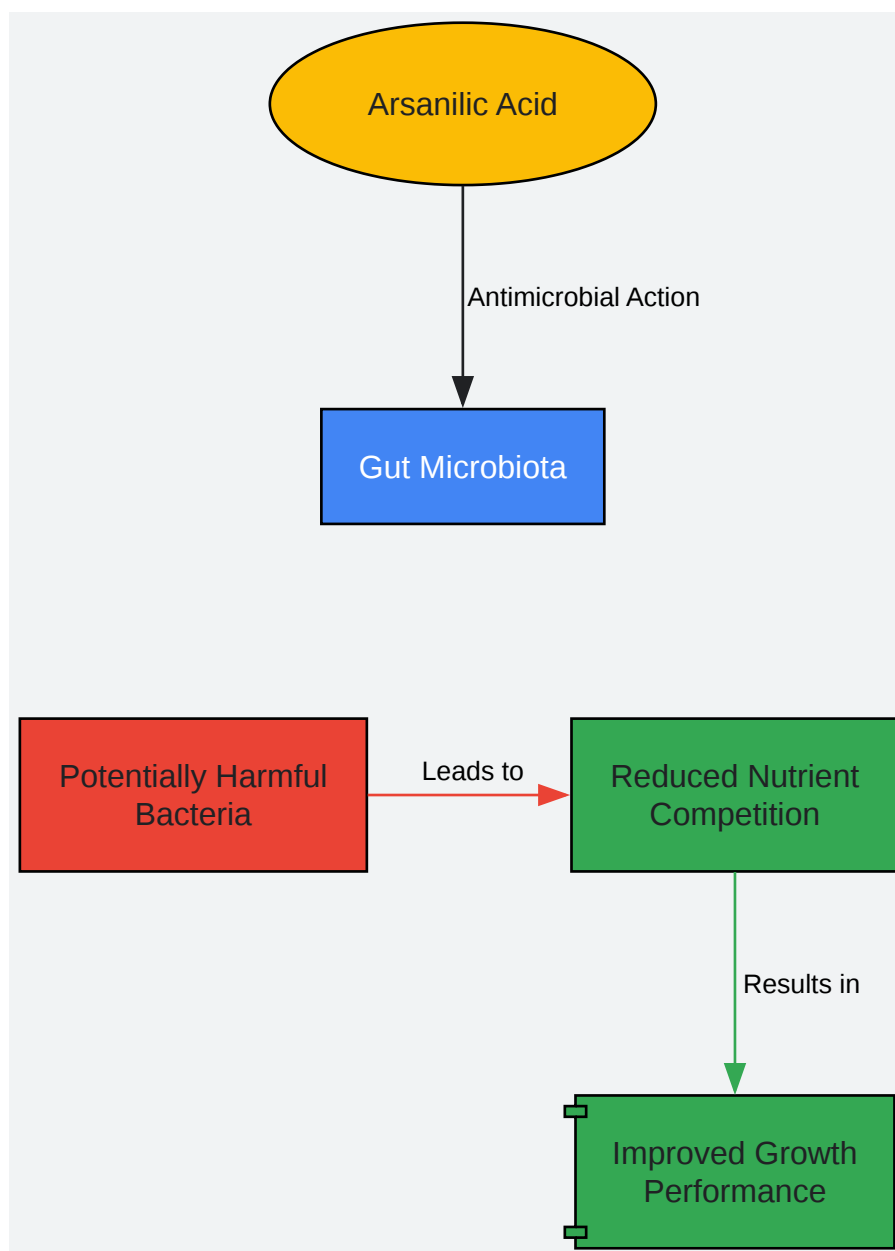 Arsanilic Acid
Antimicrobial Action
Gut Microbiota
Potentially Harmful
Bacteria
Leads to
Reduced Nutrient
Competition
Results in
Improved Growth
Performance